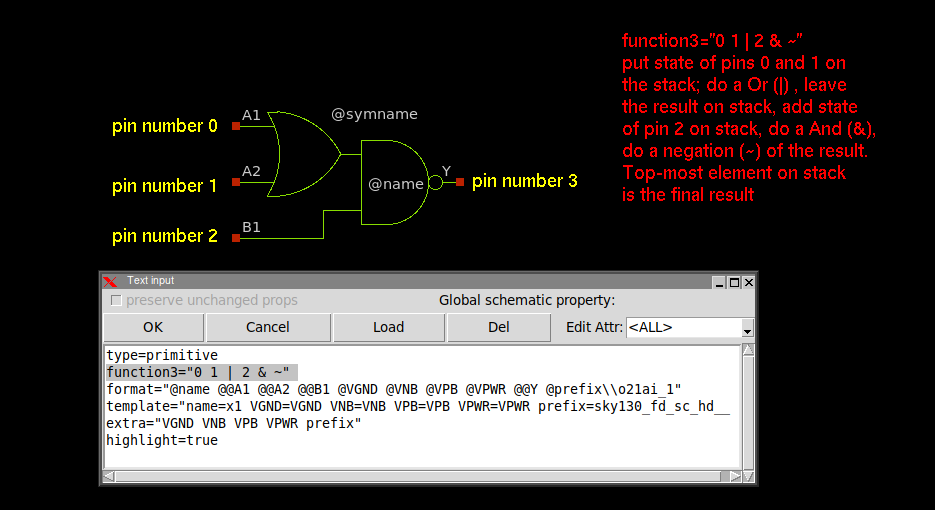 function3="0 1 | 2 & ~"
put state of pins 0 and 1 on
the stack; do a Or (|) , leave
the result on stack, add state
of pin 2 on stack, do a And (&),
do a negation (~) of the result.
Top-most element on stack
is the final result
A1
@symname
pin number 0
A2
Y
pin number 1
@name
pin number 3
B1
pin number 2
Text input
preserve unchanged props
Global schematic property:
OK
Cancel
Load
Del
Edit Attr:
<ALL>
type=primitive
function3="0 1 | 2 & ~"
format="@name @@A1 @@A2 @@B1 @VGND @VNB @VPB @VPWR @@Y @prefix\\o21ai_1"
template="name=x1 VGND=VGND VNB=VNB VPB=VPB VPWR=VPWR prefix=sky130_fd_sc_hd__
extra="VGND VNB VPB VPWR prefix"
highlight=true